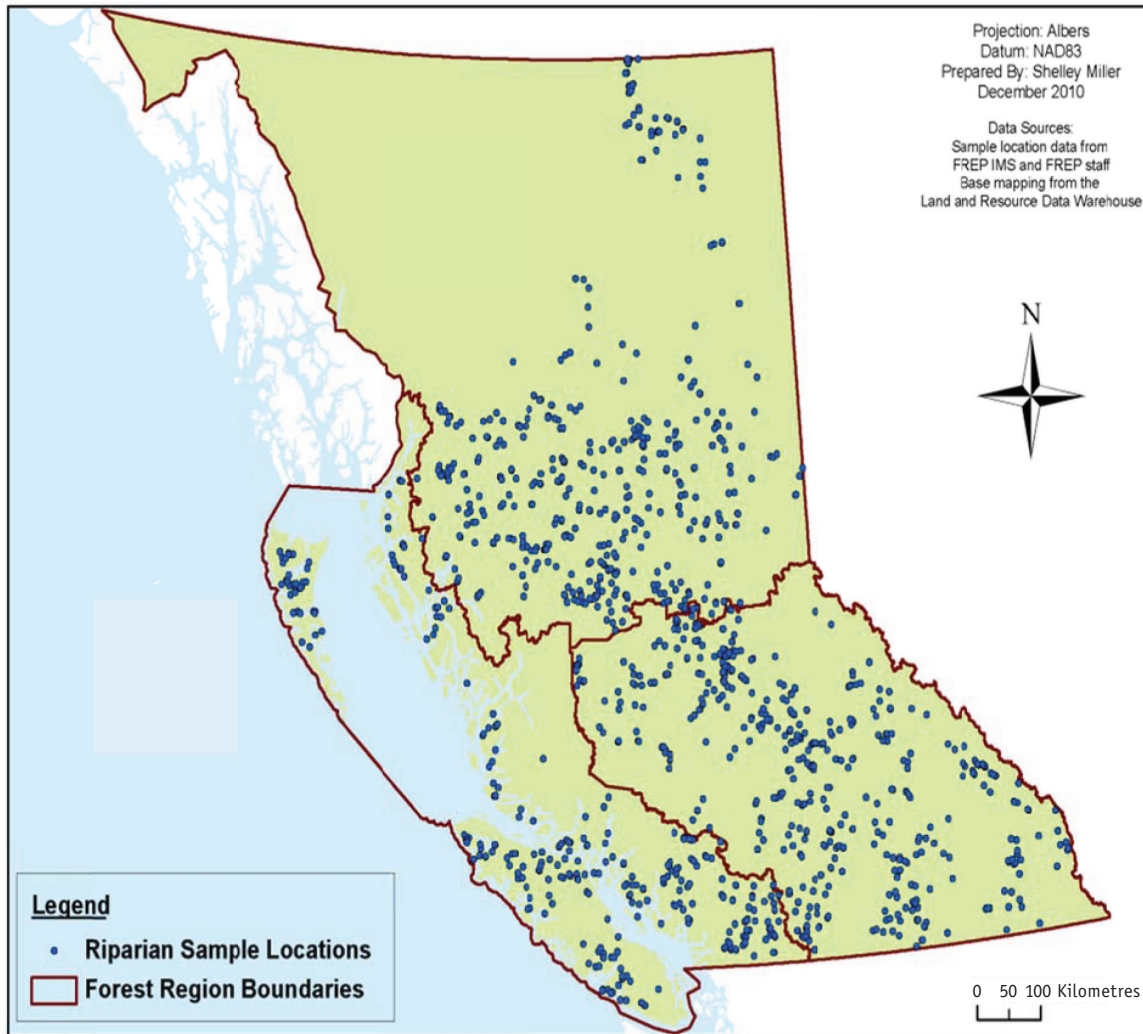 Projection: Albers
Datum: NAD83
Prepared By: Shelley Miller
December 2010
Data Sources:
Sample location data from
FREP IMS and FREP staff
Base mapping from the
Land and Resource Data Warehouse
N
Legend
Riparian Sample Locations
Forest Region Boundaries
0 50 100 Kilometres